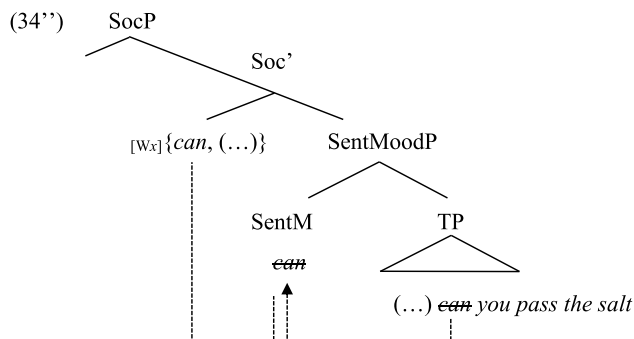 (34’’) SocP
Soc’
[Wx]{can, (…)} SentMoodP
SentM TP
can
(…) can you pass the salt